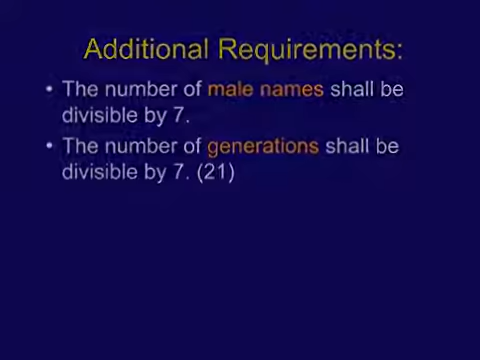 Additional Requirements:
• The number of male names shall be
divisible by 7.
• The number of generations shall be
divisible by 7. (21)